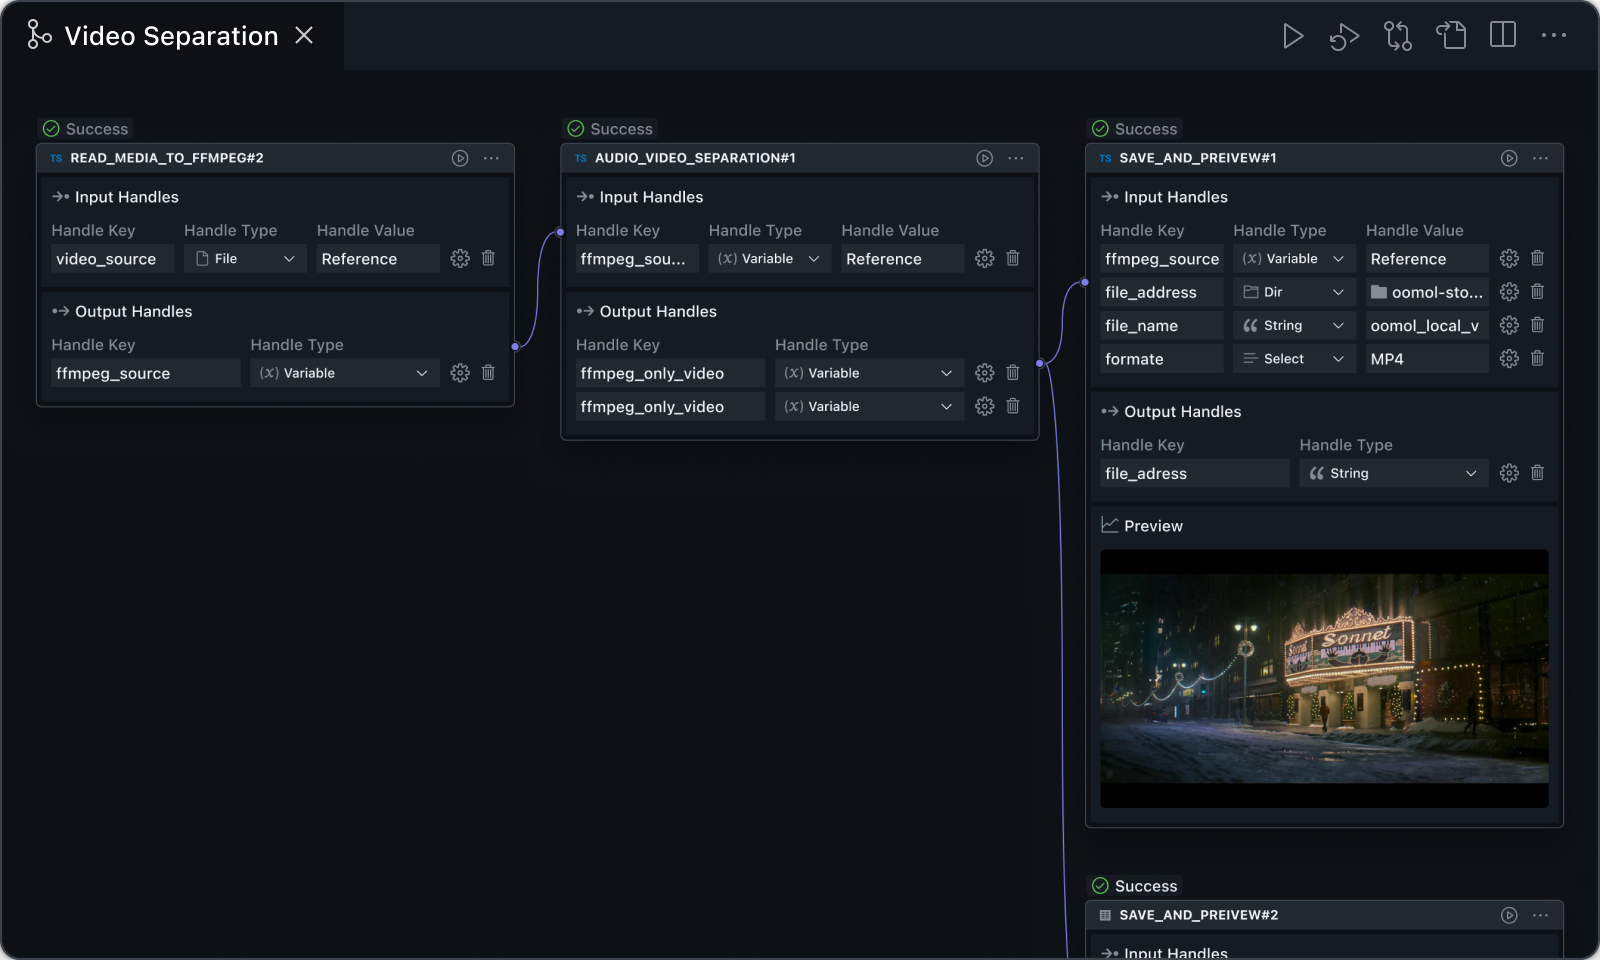 Video Separation
Success
TS READ_MEDIA_TO_FFMPEG#2
Input Handles
Handle Key Handle Type Handle Value
video_source File Reference
Output Handles
Handle Key Handle Type
ffmpeg_source (x) Variable
Success
TS AUDIO_VIDEO_SEPARATION#1
Input Handles
Handle Key Handle Type Handle Value
ffmpeg_sou... (x) Variable Reference
Output Handles
Handle Key Handle Type
ffmpeg_only_video (x) Variable
ffmpeg_only_video (x) Variable
Success
TS SAVE_AND_PREIVEW#1
Input Handles
Handle Key Handle Type Handle Value
ffmpeg_source (x) Variable Reference
file_address Dir oomol-sto...
file_name String oomol_local_v
formate Select MP4
Output Handles
Handle Key Handle Type
file_adress String
Preview
Sonnet
Success
SAVE_AND_PREIVEW#2
Input Handles